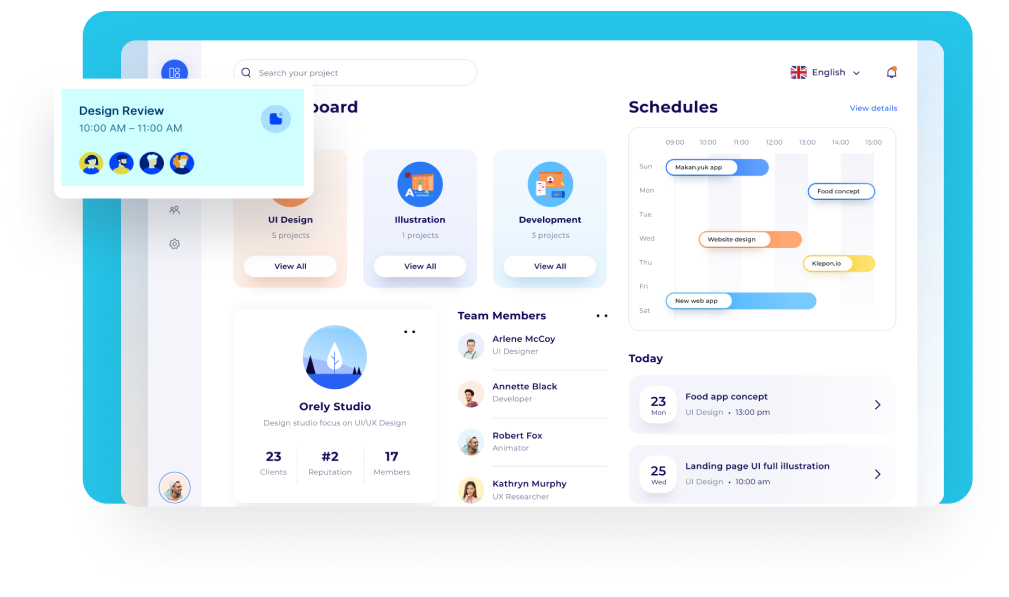 Search your project
English
Design Review
10:00 AM – 11:00 AM
board
UI Design
5 projects
View All
Illustration
1 projects
View All
Development
3 projects
View All
A
Orely Studio
Design studio focus on UI/UX Design
23
Clients
#2
Reputation
17
Members
Team Members
Arlene McCoy
UI Designer
Annette Black
Developer
Robert Fox
Animator
Kathryn Murphy
UX Researcher
Schedules
View details
09:00 10:00 11:00 12:00 13:00 14:00 15:00
Sun
Makan.yuk app
Mon
Food concept
Tue
Wed
Website design
Thu
Klepon.io
Fri
Sat
New web app
Today
23
Mon
Food app concept
UI Design • 13:00 pm
25
Wed
Landing page UI full illustration
UI Design • 10:00 am